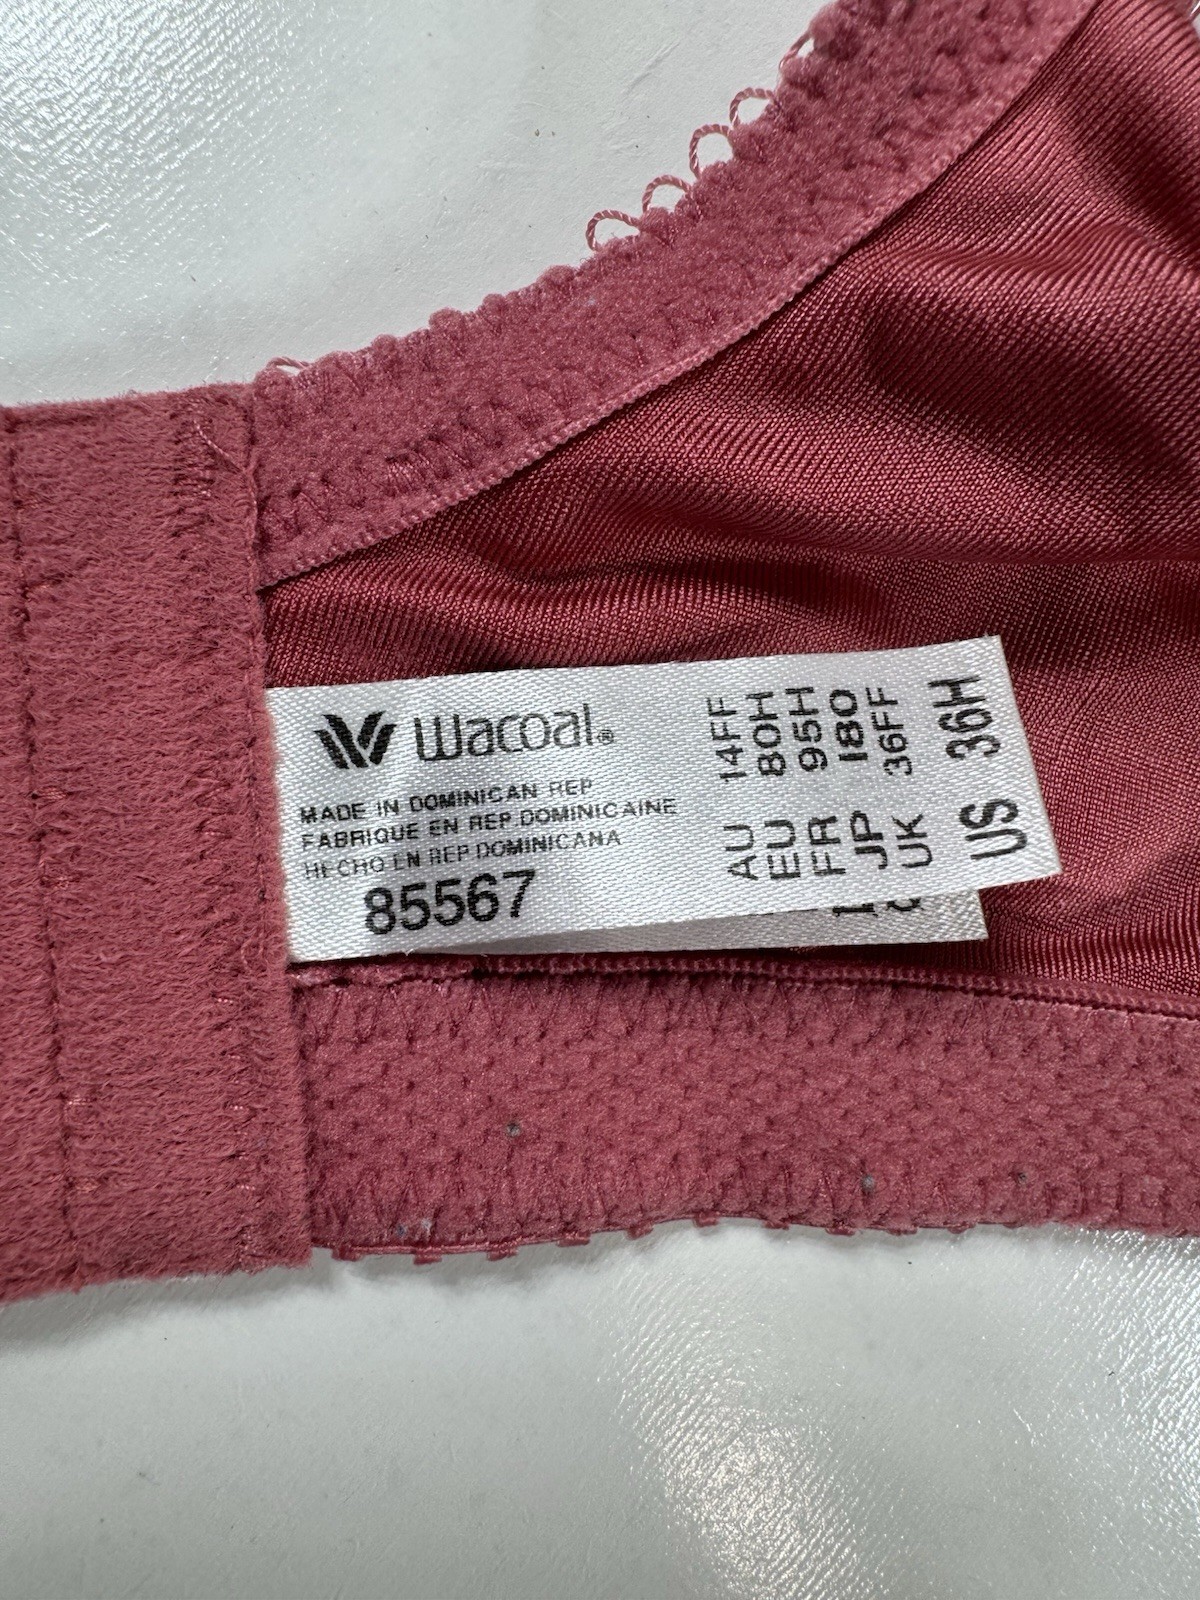 Wacoal®
MADE IN DOMINICAN REP
FABRIQUE EN REP DOMINICAINE
HECHO EN REP DOMINICANA
85567
AU 14FF
EU 80H
FR 95H
JP 180
UK 36FF
US 36H